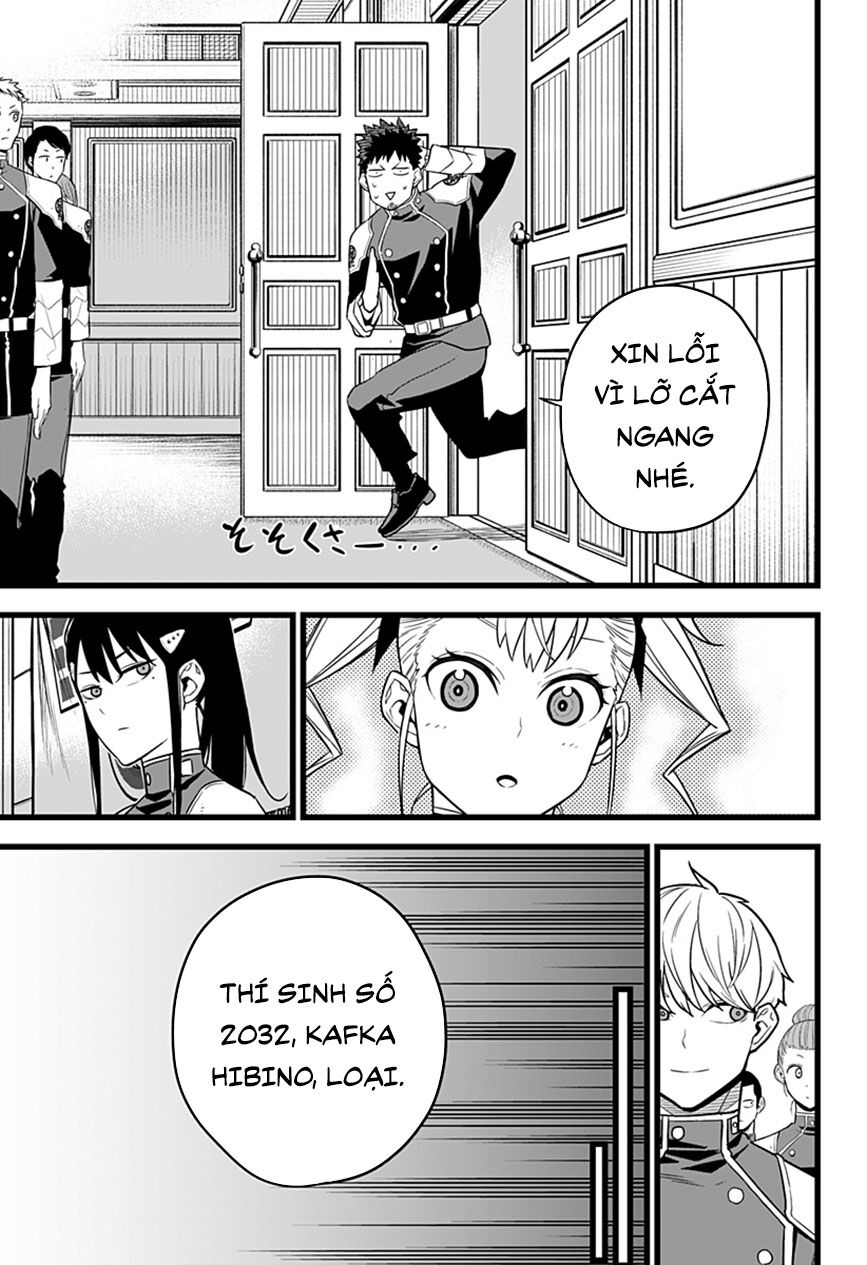 XIN LỖI
VÌ LỠ CẮT
NGANG
NHÉ.
そそくさー...
THÍ SINH SỐ
2032, KAFKA
HIBINO, LOẠI.